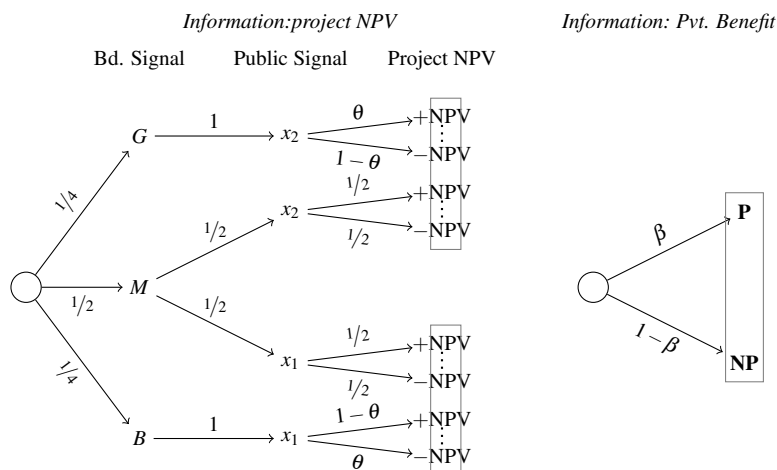 Information:project NPV
Information: Pvt. Benefit
Bd. Signal Public Signal Project NPV
G 1 x₂ θ +NPV
1 − θ −NPV
1/4
x₂ 1/2 +NPV
1/2 −NPV
1/2
M
1/2
1/2
x₁ 1/2 +NPV
1/2 −NPV
1/4
B 1 x₁ 1 − θ +NPV
θ −NPV
β P
1 − β NP